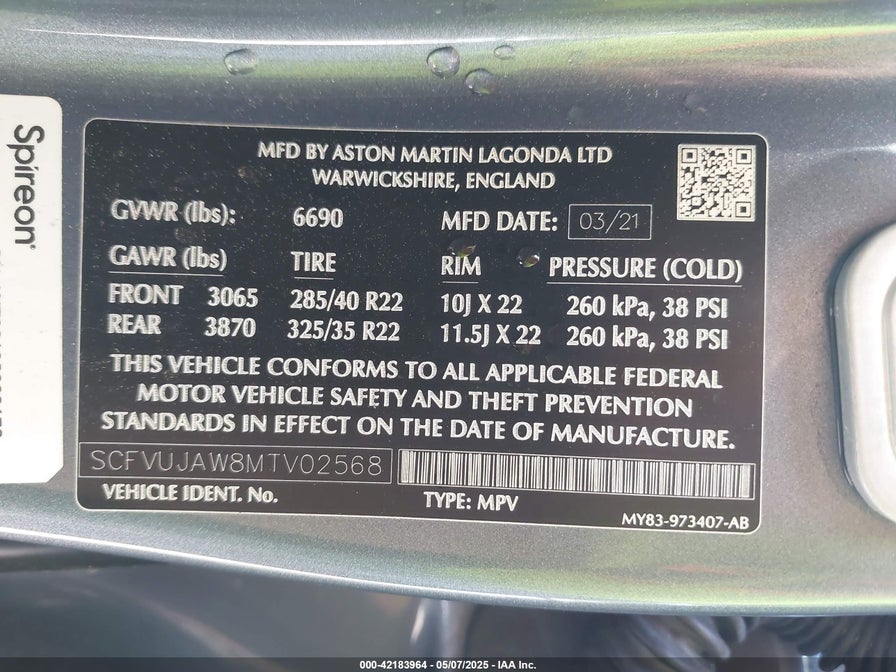 Spireon
MFD BY ASTON MARTIN LAGONDA LTD
WARWICKSHIRE, ENGLAND
GVWR (lbs): 6690 MFD DATE: 03/21
GAWR (lbs) TIRE RIM PRESSURE (COLD)
FRONT 3065 285/40 R22 10J X 22 260 kPa, 38 PSI
REAR 3870 325/35 R22 11.5J X 22 260 kPa, 38 PSI
THIS VEHICLE CONFORMS TO ALL APPLICABLE FEDERAL
MOTOR VEHICLE SAFETY AND THEFT PREVENTION
STANDARDS IN EFFECT ON THE DATE OF MANUFACTURE.
SCFVUJAW8MTV02568
VEHICLE IDENT. No. TYPE: MPV
MY83-973407-AB
000-42183964 - 05/07/2025 - IAA Inc.